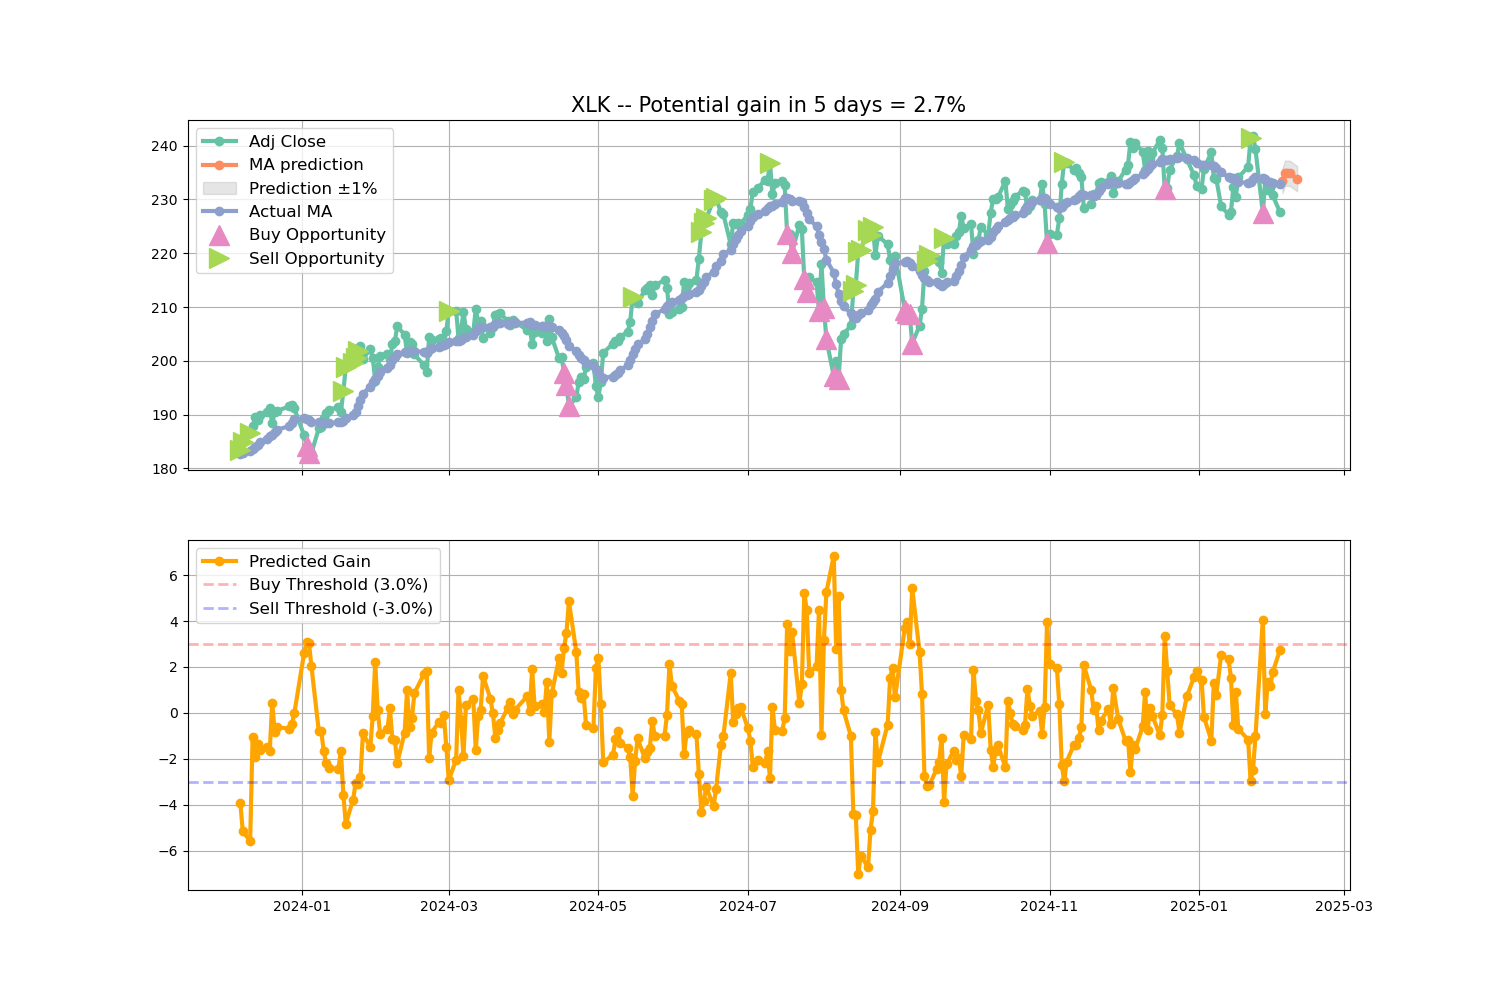 XLK -- Potential gain in 5 days = 2.7%
Adj Close
MA prediction
Prediction ±1%
Actual MA
Buy Opportunity
Sell Opportunity
240
230
220
210
200
190
180
Predicted Gain
Buy Threshold (3.0%)
Sell Threshold (-3.0%)
6
4
2
0
−2
−4
−6
2024-01 2024-03 2024-05 2024-07 2024-09 2024-11 2025-01 2025-03